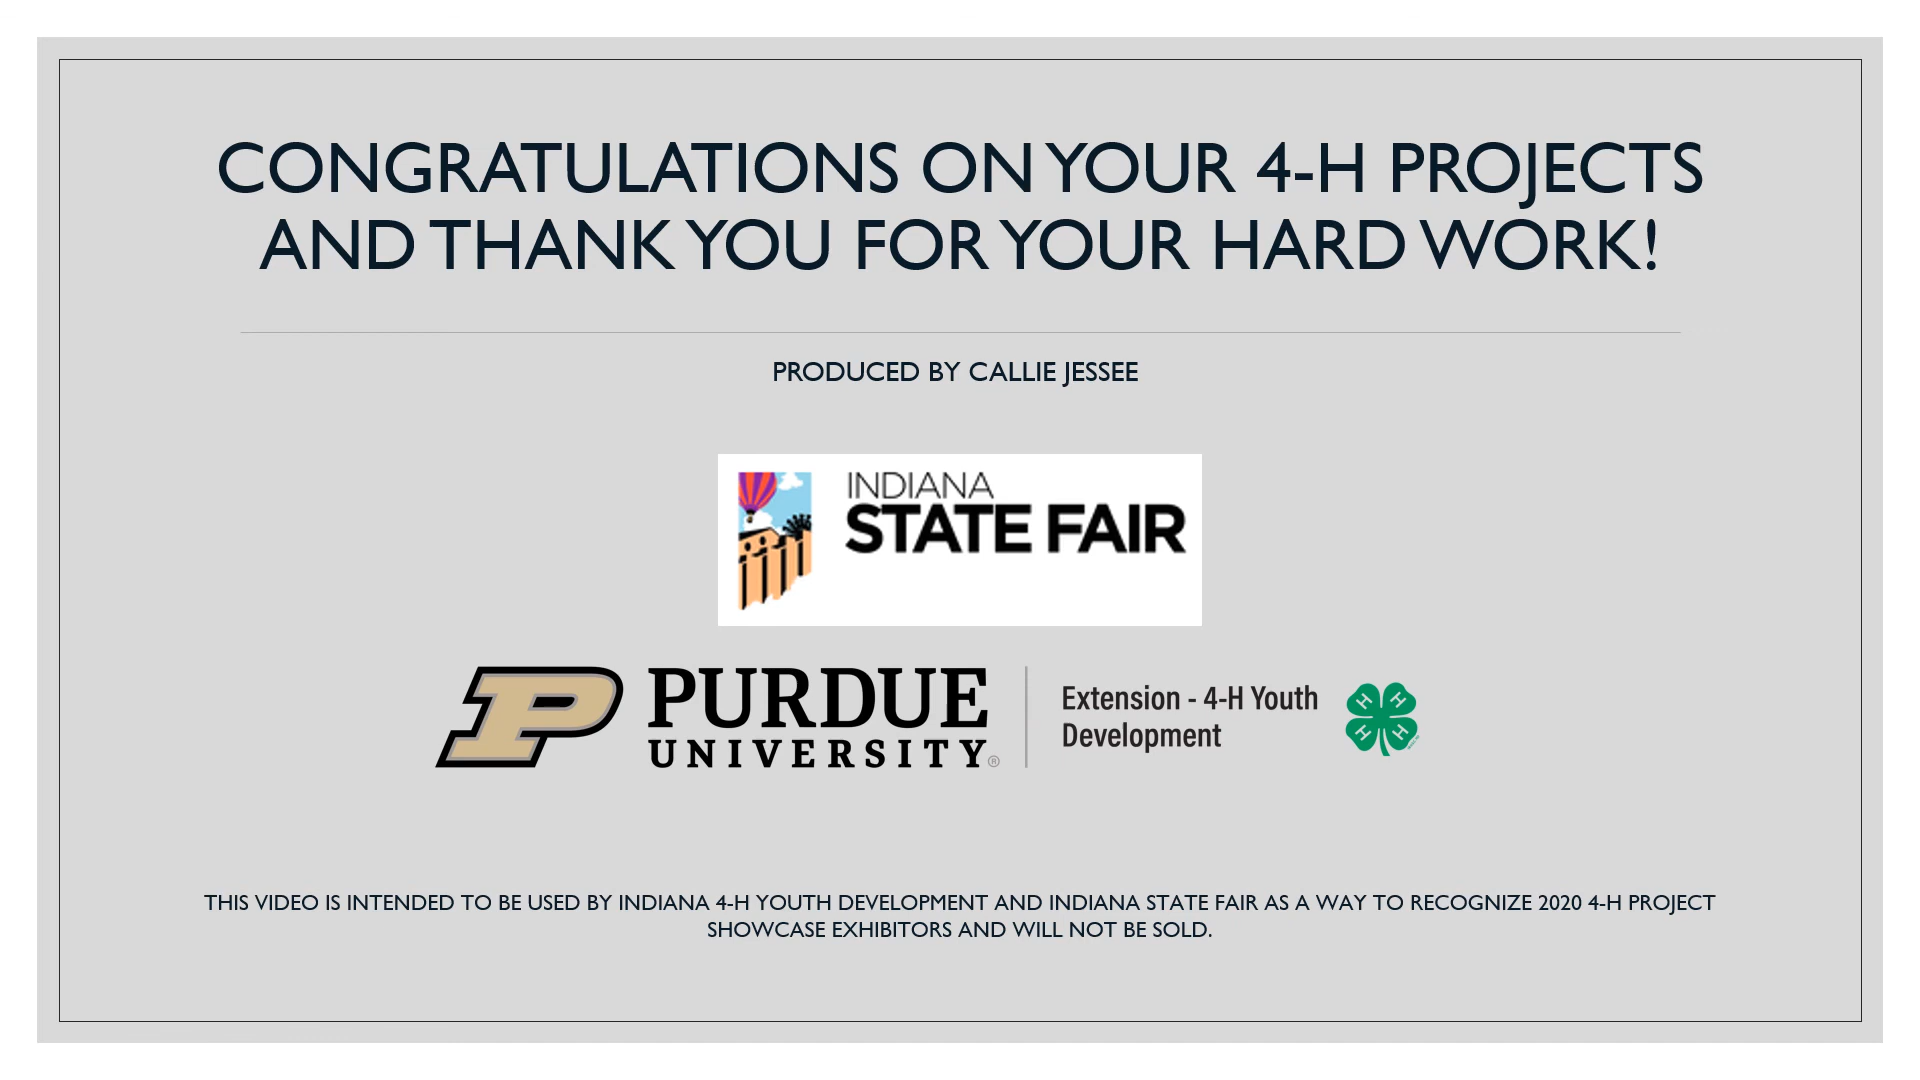 CONGRATULATIONS ON YOUR 4-H PROJECTS
AND THANK YOU FOR YOUR HARD WORK!
PRODUCED BY CALLIE JESSEE
INDIANA
STATE FAIR
P PURDUE
UNIVERSITY®
Extension - 4-H Youth
Development
H H
H H
THIS VIDEO IS INTENDED TO BE USED BY INDIANA 4-H YOUTH DEVELOPMENT AND INDIANA STATE FAIR AS A WAY TO RECOGNIZE 2020 4-H PROJECT
SHOWCASE EXHIBITORS AND WILL NOT BE SOLD.